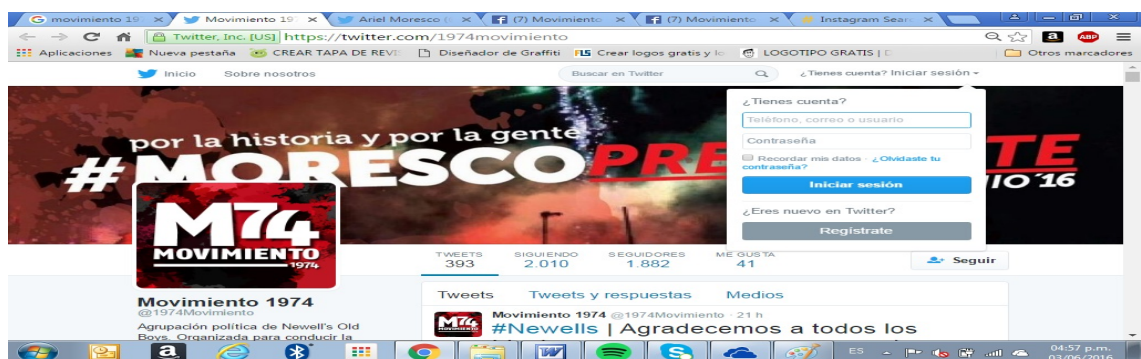 movimiento 19
Movimiento 197
Ariel Moresco (
(7) Movimiento
(7) Movimiento
Instagram Searc
Twitter, Inc. [US] https://twitter.com/1974movimiento
Aplicaciones
Nueva pestaña
CREAR TAPA DE REVI
Diseñador de Graffiti
Crear logos gratis y lo
LOGOTIPO GRATIS | D
Otros marcadores
Inicio
Sobre nosotros
Buscar en Twitter
¿Tienes cuenta? Iniciar sesión
por la historia y por la gente
#MORESCOPRE
TE
IO '16
¿Tienes cuenta?
Teléfono, correo o usuario
Contraseña
Recordar mis datos · ¿Olvidaste tu
contraseña?
Iniciar sesión
¿Eres nuevo en Twitter?
Regístrate
M74
MOVIMIENTO
1974
TWEETS
393
SIGUIENDO
2.010
SEGUIDORES
1.882
ME GUSTA
41
Seguir
Movimiento 1974
@1974Movimiento
Agrupación política de Newell's Old
Boys. Organizada para conducir la
Tweets
Tweets y respuestas
Medios
Movimiento 1974 @1974Movimiento · 21 h
#Newells | Agradecemos a todos los
ES
04:57 p.m.
03/06/2016